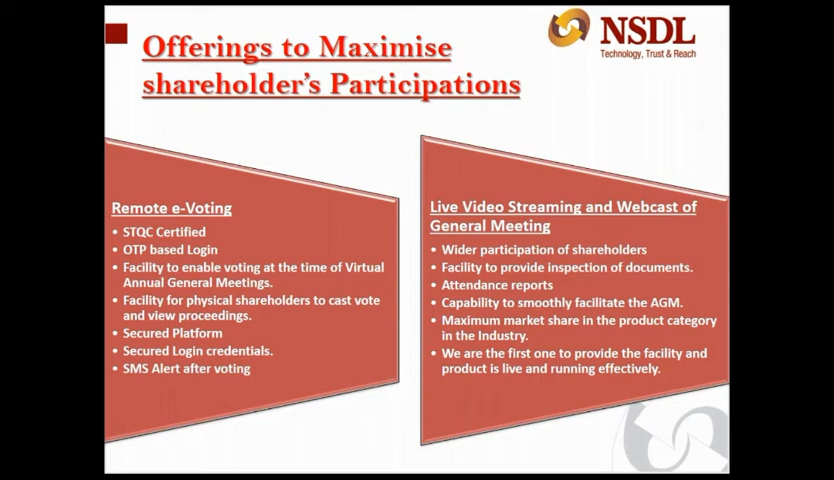 Offerings to Maximise
shareholder's Participations
NSDL
Technology, Trust & Reach
Remote e-Voting
• STQC Certified
• OTP based Login
• Facility to enable voting at the time of Virtual
Annual General Meetings.
• Facility for physical shareholders to cast vote
and view proceedings.
• Secured Platform
• Secured Login credentials.
• SMS Alert after voting
Live Video Streaming and Webcast of
General Meeting
• Wider participation of shareholders
• Facility to provide inspection of documents.
• Attendance reports
• Capability to smoothly facilitate the AGM.
• Maximum market share in the product category
in the Industry.
• We are the first one to provide the facility and
product is live and running effectively.